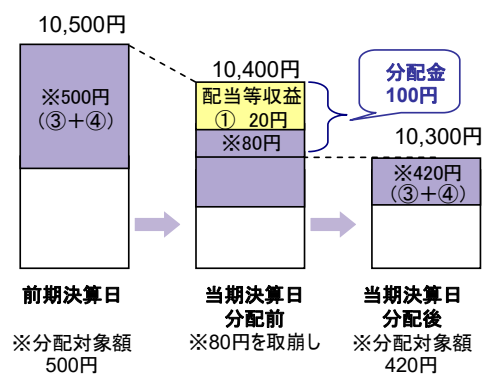 10,500円
※500円
(③+④)
前期決算日
※分配対象額
500円
10,400円
配当等収益
① 20円
※80円
当期決算日
分配前
※80円を取崩し
分配金
100円
10,300円
※420円
(③+④)
当期決算日
分配後
※分配対象額
420円